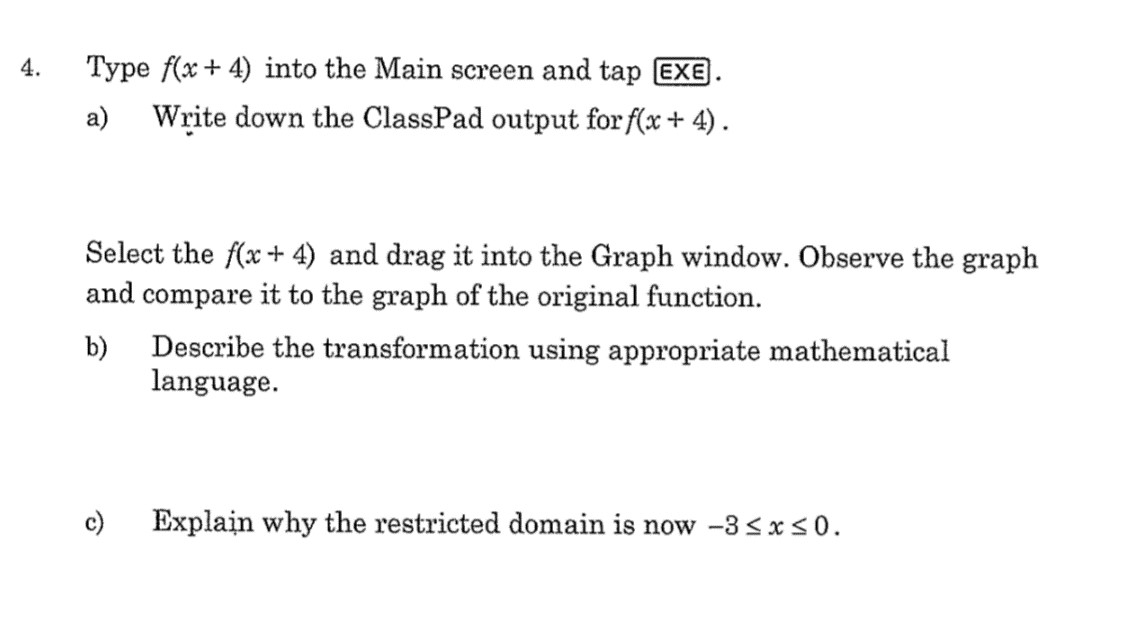 4. Type f(x + 4) into the Main screen and tap EXE.
a) Write down the ClassPad output for f(x + 4).
Select the f(x + 4) and drag it into the Graph window. Observe the graph
and compare it to the graph of the original function.
b) Describe the transformation using appropriate mathematical
language.
c) Explain why the restricted domain is now −3 ≤ x ≤ 0.